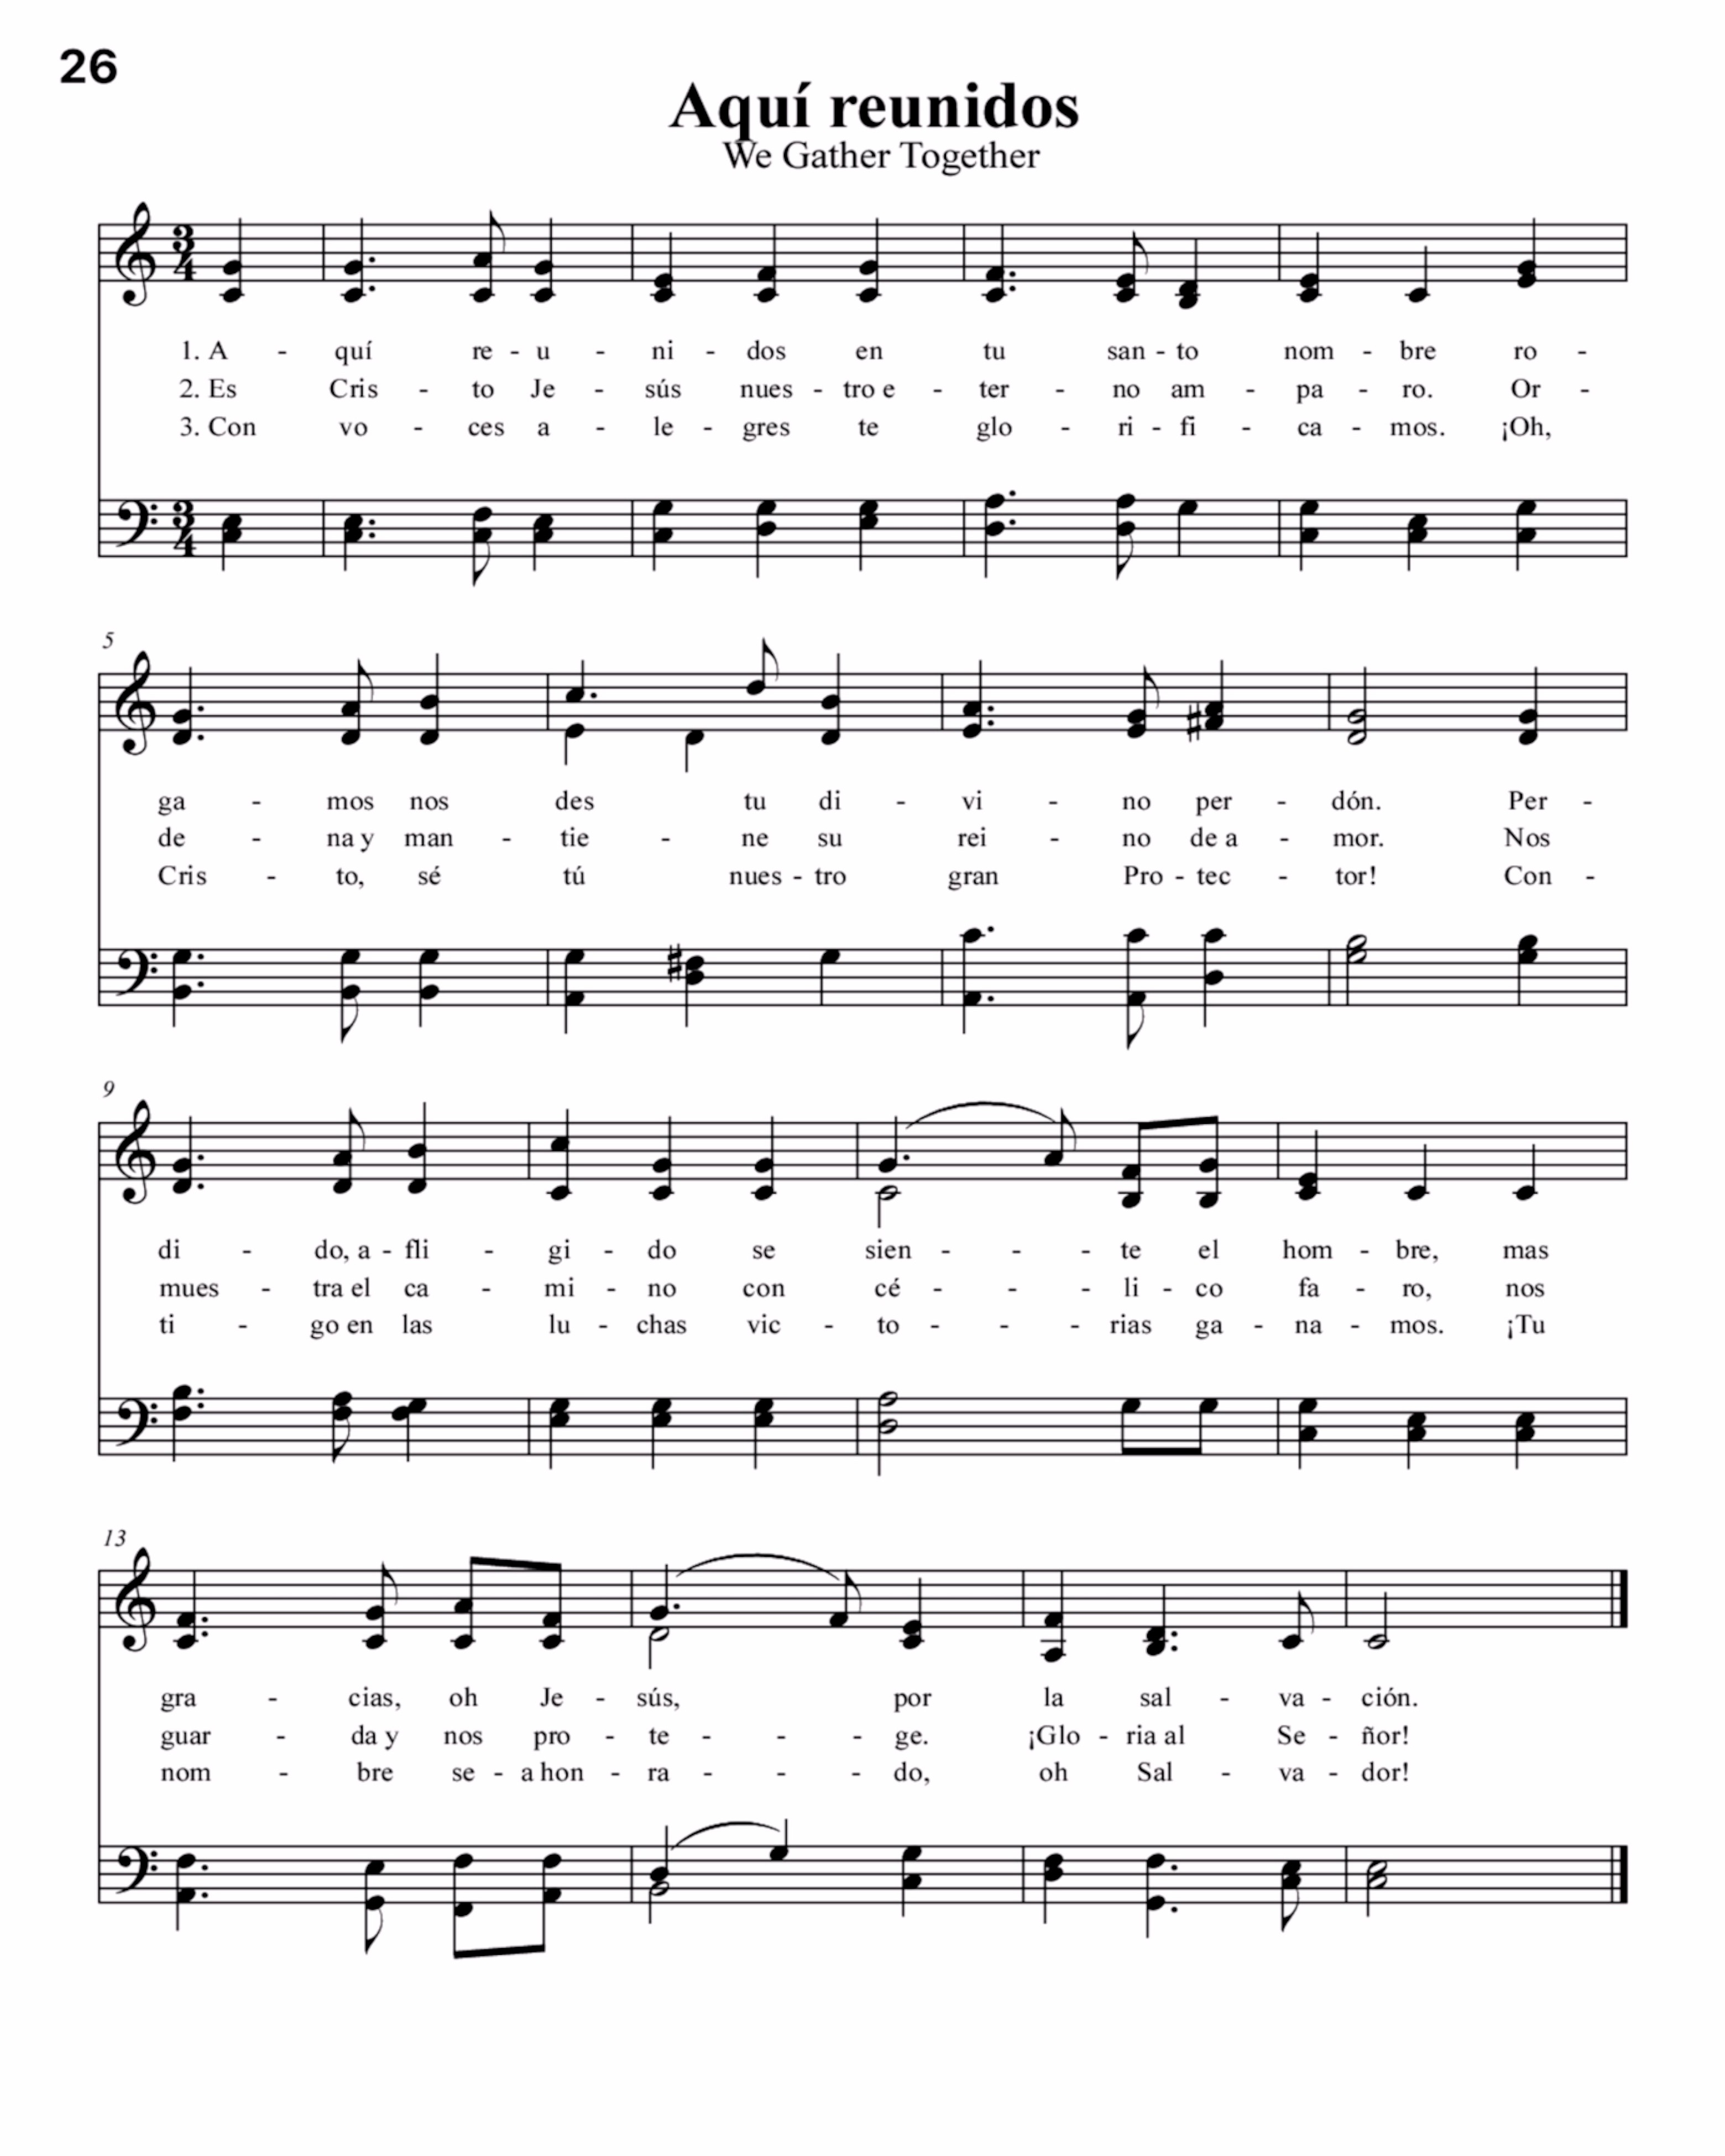 26
Aquí reunidos
We Gather Together
3
4
1. A - quí re - u - ni - dos en tu san - to nom - bre ro -
2. Es Cris - to Je - sús nues - tro e - ter - no am - pa - ro. Or -
3. Con vo - ces a - le - gres te glo - ri - fi - ca - mos. ¡Oh,
3
4
5
ga - mos nos des tu di - vi - no per - dón. Per -
de - na y man - tie - ne su rei - no de a - mor. Nos
Cris - to, sé tú nues - tro gran Pro - tec - tor! Con -
9
di - do, a - fli - gi - do se sien - - - te el hom - bre, mas
mues - tra el ca - mi - no con cé - - - li - co fa - ro, nos
ti - go en las lu - chas vic - to - - - rias ga - na - mos. ¡Tu
13
gra - cias, oh Je - sús, por la sal - va - ción.
guar - da y nos pro - te - - - ge. ¡Glo - ria al Se - ñor!
nom - bre se - a hon - ra - - - do, oh Sal - va - dor!